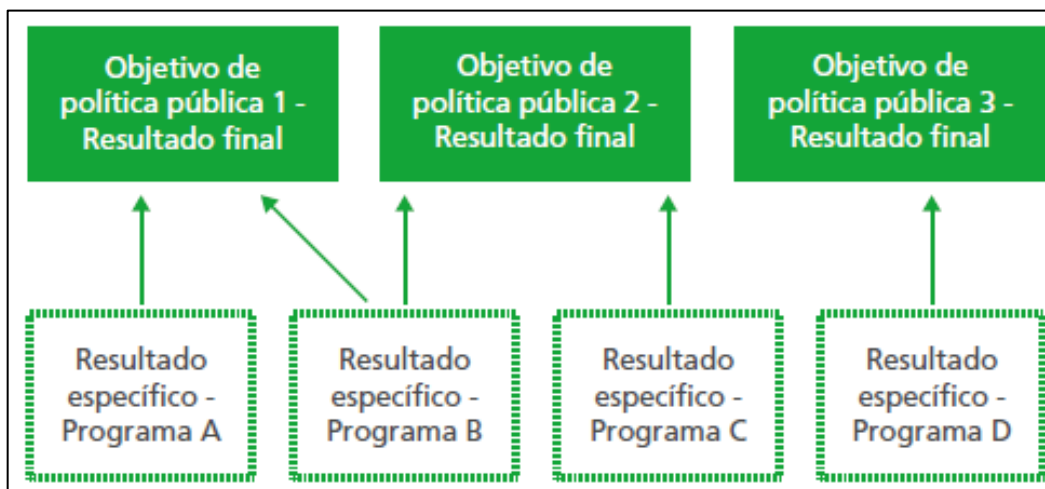 Objetivo de
política pública 1 -
Resultado final
Objetivo de
política pública 2 -
Resultado final
Objetivo de
política pública 3 -
Resultado final
Resultado
específico -
Programa A
Resultado
específico -
Programa B
Resultado
específico -
Programa C
Resultado
específico -
Programa D